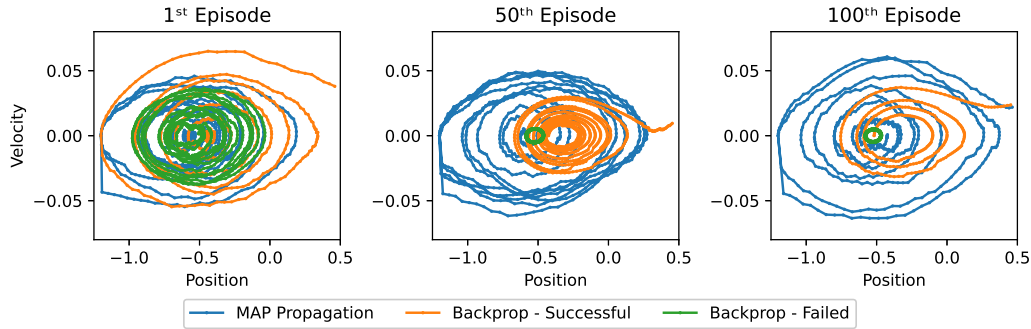 1ˢᵗ Episode
50ᵗʰ Episode
100ᵗʰ Episode
Velocity
0.05
0.00
−0.05
−1.0 −0.5 0.0 0.5
Position
0.05
0.00
−0.05
−1.0 −0.5 0.0 0.5
Position
0.05
0.00
−0.05
−1.0 −0.5 0.0 0.5
Position
MAP Propagation
Backprop - Successful
Backprop - Failed